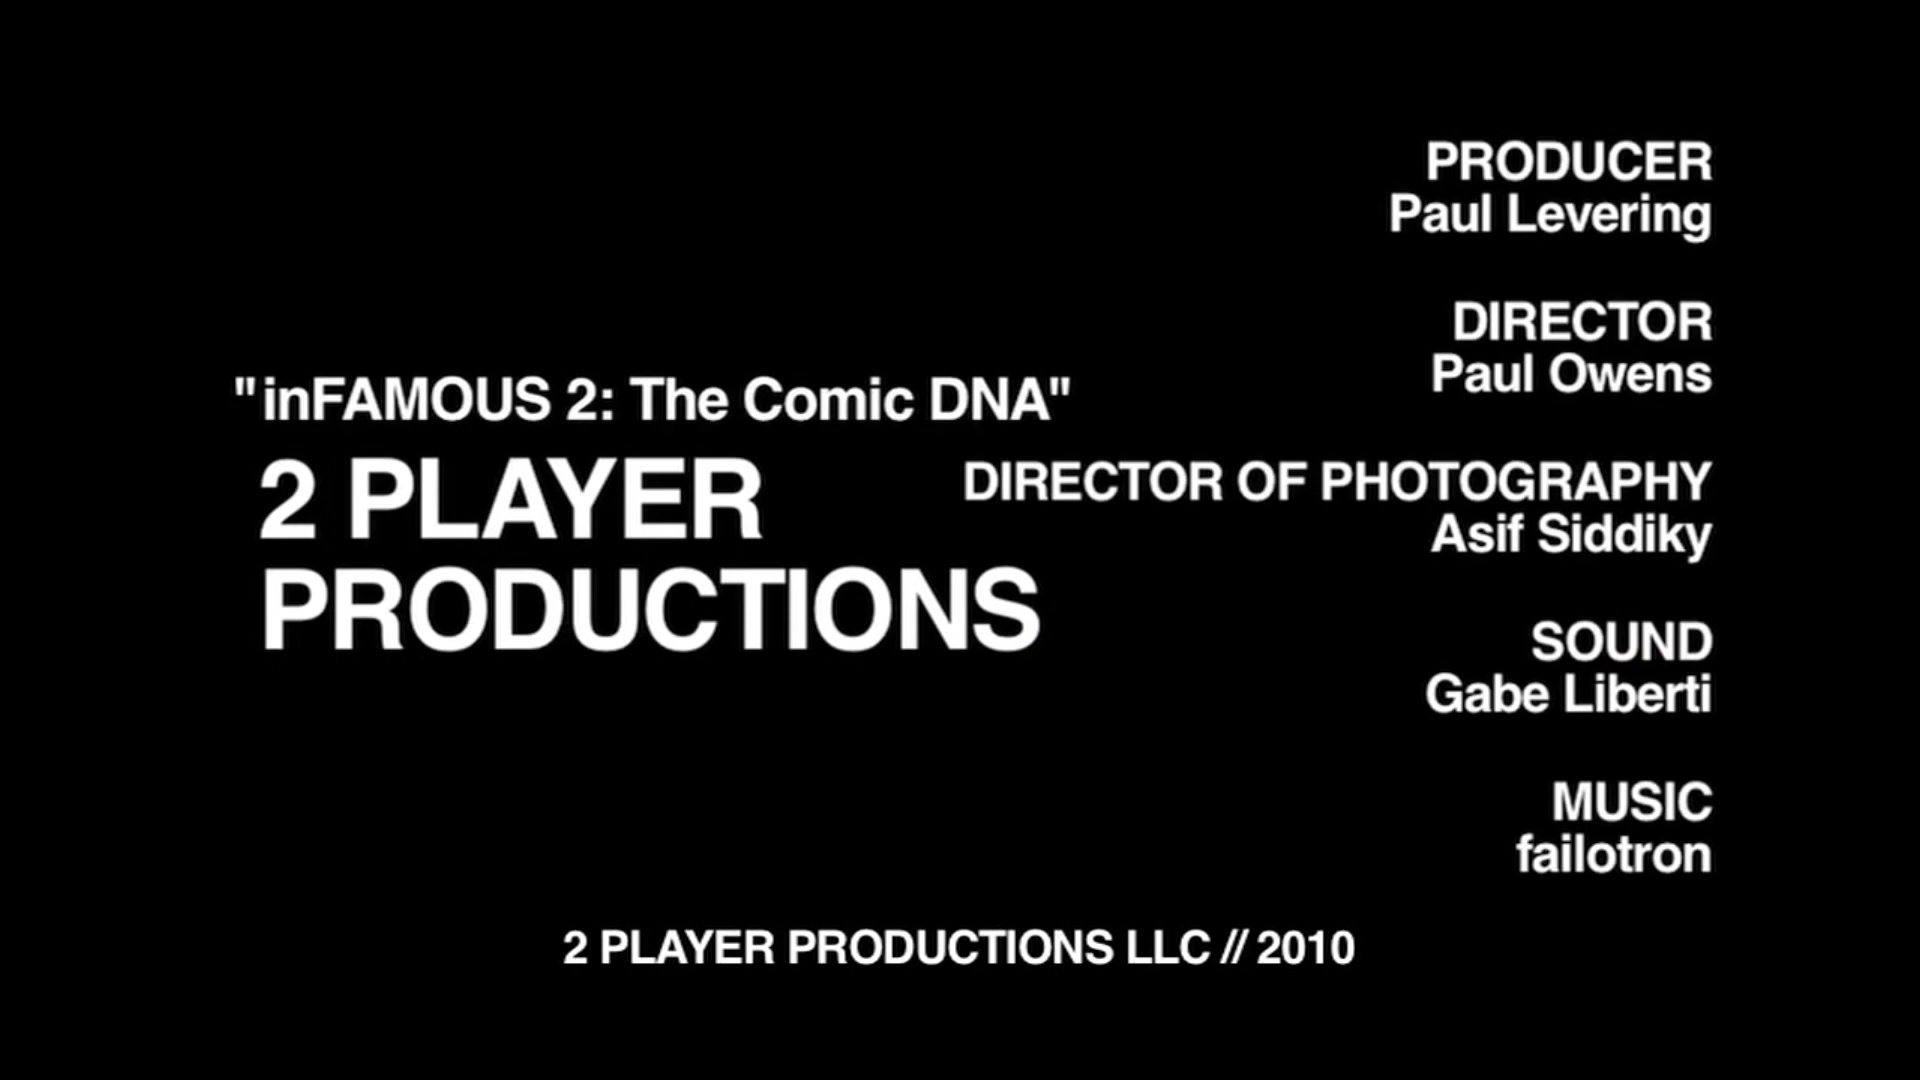 "inFAMOUS 2: The Comic DNA"
2 PLAYER
PRODUCTIONS
PRODUCER
Paul Levering
DIRECTOR
Paul Owens
DIRECTOR OF PHOTOGRAPHY
Asif Siddiky
SOUND
Gabe Liberti
MUSIC
failotron
2 PLAYER PRODUCTIONS LLC // 2010